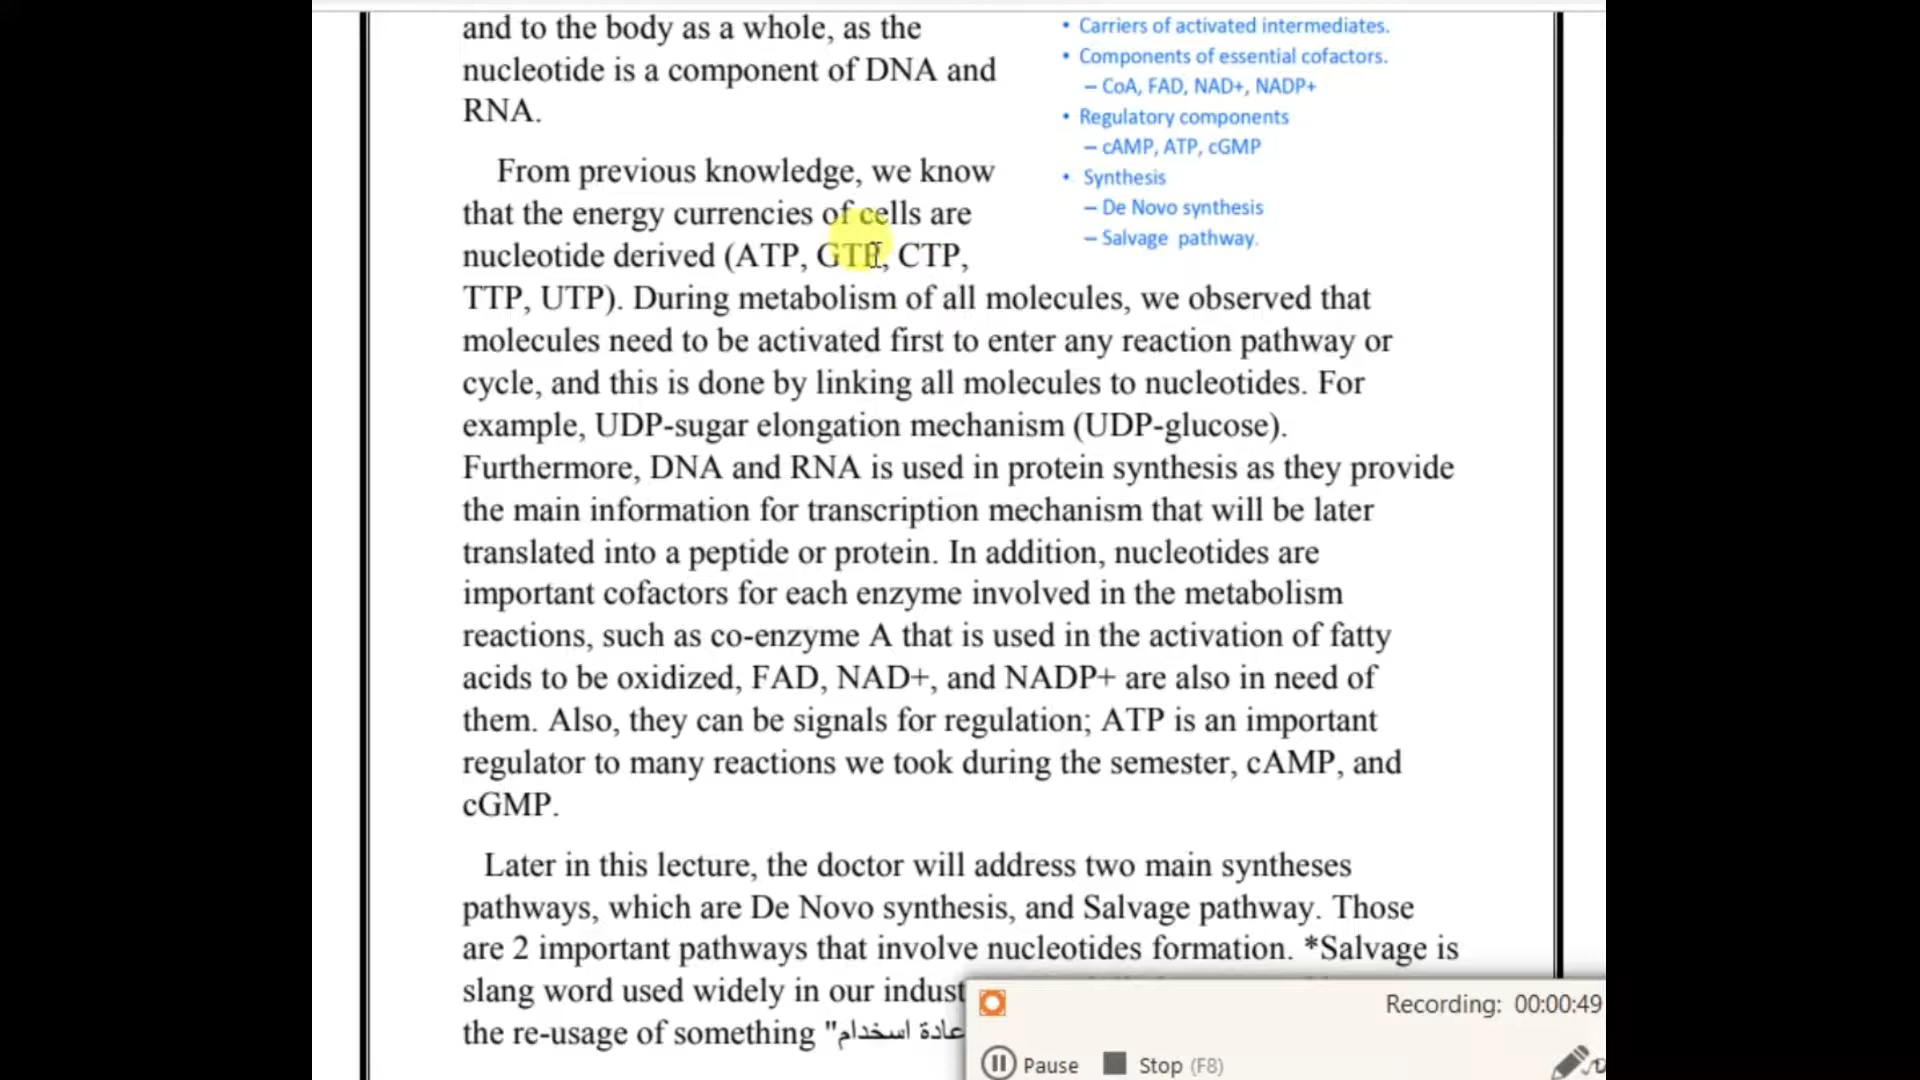 and to the body as a whole, as the
nucleotide is a component of DNA and
RNA.
From previous knowledge, we know
that the energy currencies of cells are
nucleotide derived (ATP, GTP, CTP,
TTP, UTP). During metabolism of all molecules, we observed that
molecules need to be activated first to enter any reaction pathway or
cycle, and this is done by linking all molecules to nucleotides. For
example, UDP-sugar elongation mechanism (UDP-glucose).
Furthermore, DNA and RNA is used in protein synthesis as they provide
the main information for transcription mechanism that will be later
translated into a peptide or protein. In addition, nucleotides are
important cofactors for each enzyme involved in the metabolism
reactions, such as co-enzyme A that is used in the activation of fatty
acids to be oxidized, FAD, NAD+, and NADP+ are also in need of
them. Also, they can be signals for regulation; ATP is an important
regulator to many reactions we took during the semester, cAMP, and
cGMP.
Later in this lecture, the doctor will address two main syntheses
pathways, which are De Novo synthesis, and Salvage pathway. Those
are 2 important pathways that involve nucleotides formation. *Salvage is
slang word used widely in our
the re-usage of something "عادة اسخدام
• Carriers of activated intermediates.
• Components of essential cofactors.
– CoA, FAD, NAD+, NADP+
• Regulatory components
– cAMP, ATP, cGMP
• Synthesis
– De Novo synthesis
– Salvage pathway.
Recording: 00:00:49
Pause Stop (F8)